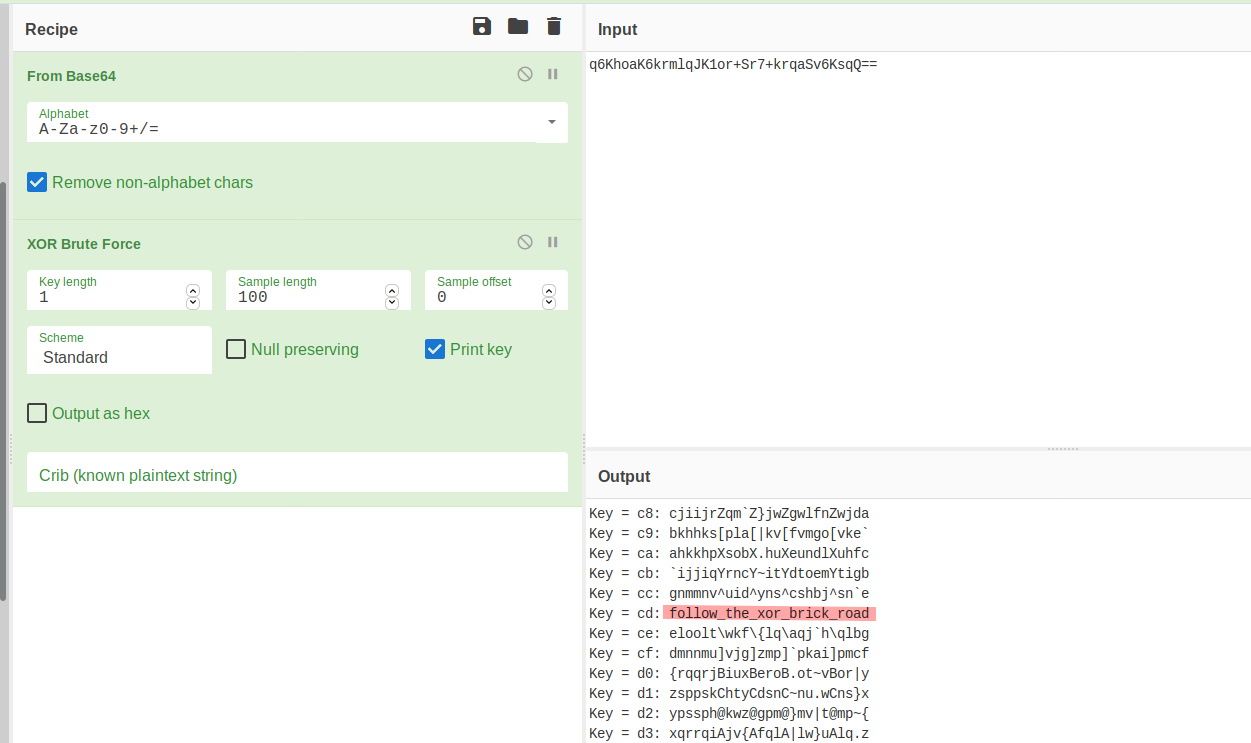 Recipe
From Base64
Alphabet
A-Za-z0-9+/=
Remove non-alphabet chars
XOR Brute Force
Key length
1
Sample length
100
Sample offset
0
Scheme
Standard
Null preserving
Print key
Output as hex
Crib (known plaintext string)
Input
q6KhoaK6krmlqJK1or+Sr7+krqaSv6KsqQ==
Output
Key = c8: cjiijrZqm`Z}jwZgwlfnZwjda
Key = c9: bkhhks[pla[|kv[fvmgo[vke`
Key = ca: ahkkhpXsobX.huXeundlXuhfc
Key = cb: `ijjiqYrncY~itYdtoemYtigb
Key = cc: gnmmnv^uid^yns^cshbj^sn`e
Key = cd: follow_the_xor_brick_road
Key = ce: eloolt\wkf\{lq\aqj`h\qlbg
Key = cf: dmnnmu]vjg]zmp]`pkai]pmcf
Key = d0: {rqqrjBiuxBeroB.ot~vBor|y
Key = d1: zsppskChtyCdsnC~nu.wCns}x
Key = d2: ypssph@kwz@gpm@}mv|t@mp~{
Key = d3: xqrrqiAjv{AfqlA|lw}uAlq.z